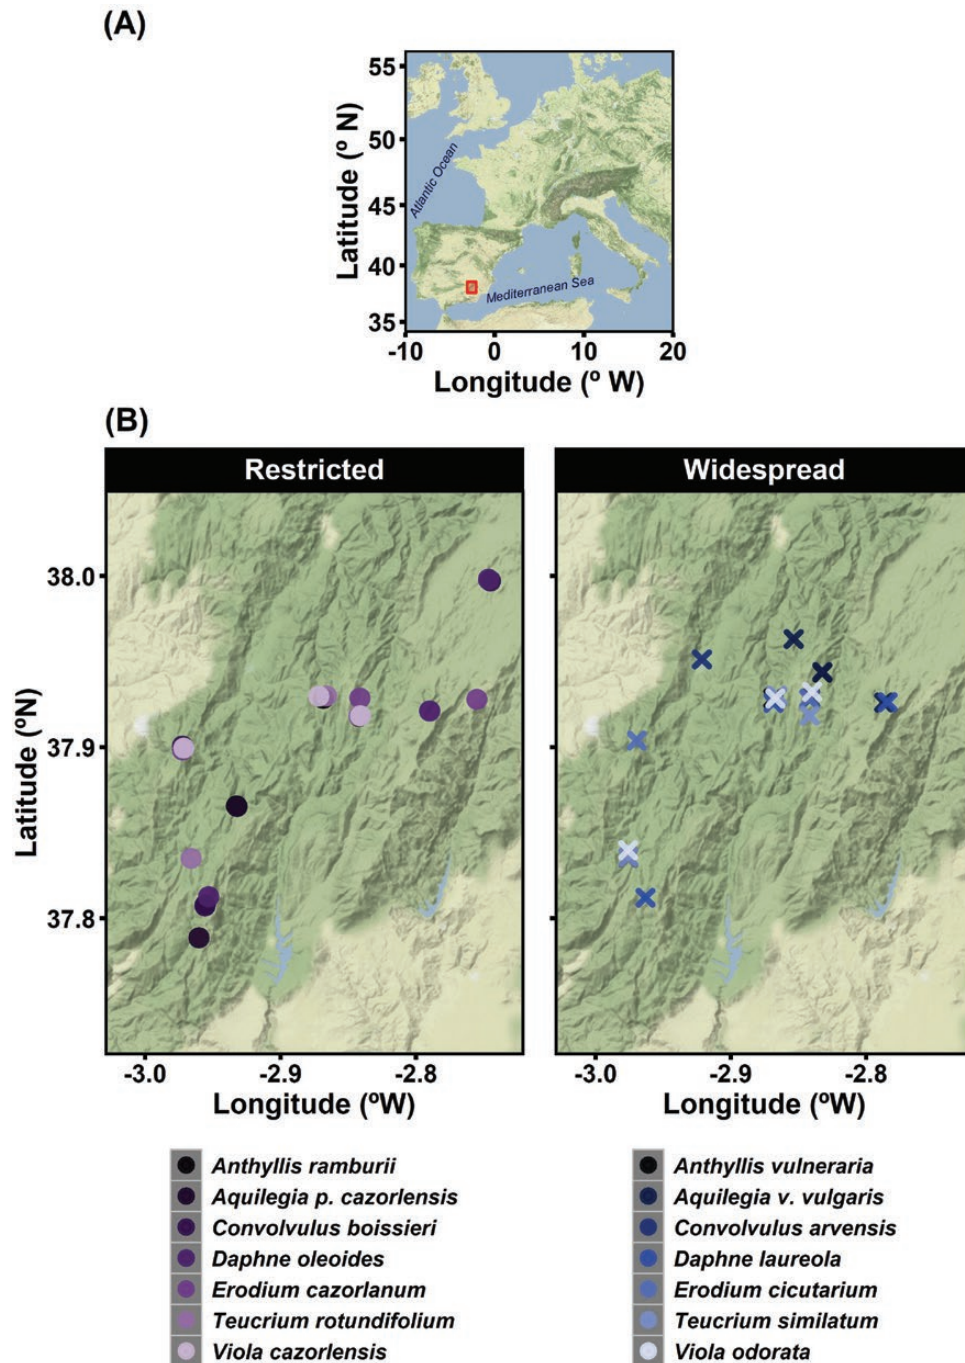 (A)
55
50
45
40
35
Latitude (º N)
Atlantic Ocean
Mediterranean Sea
-10 0 10 20
Longitude (º W)
(B)
Restricted Widespread
38.0
37.9
37.8
Latitude (ºN)
-3.0 -2.9 -2.8 -3.0 -2.9 -2.8
Longitude (ºW) Longitude (ºW)
Anthyllis ramburii
Aquilegia p. cazorlensis
Convolvulus boissieri
Daphne oleoides
Erodium cazorlanum
Teucrium rotundifolium
Viola cazorlensis
Anthyllis vulneraria
Aquilegia v. vulgaris
Convolvulus arvensis
Daphne laureola
Erodium cicutarium
Teucrium similatum
Viola odorata